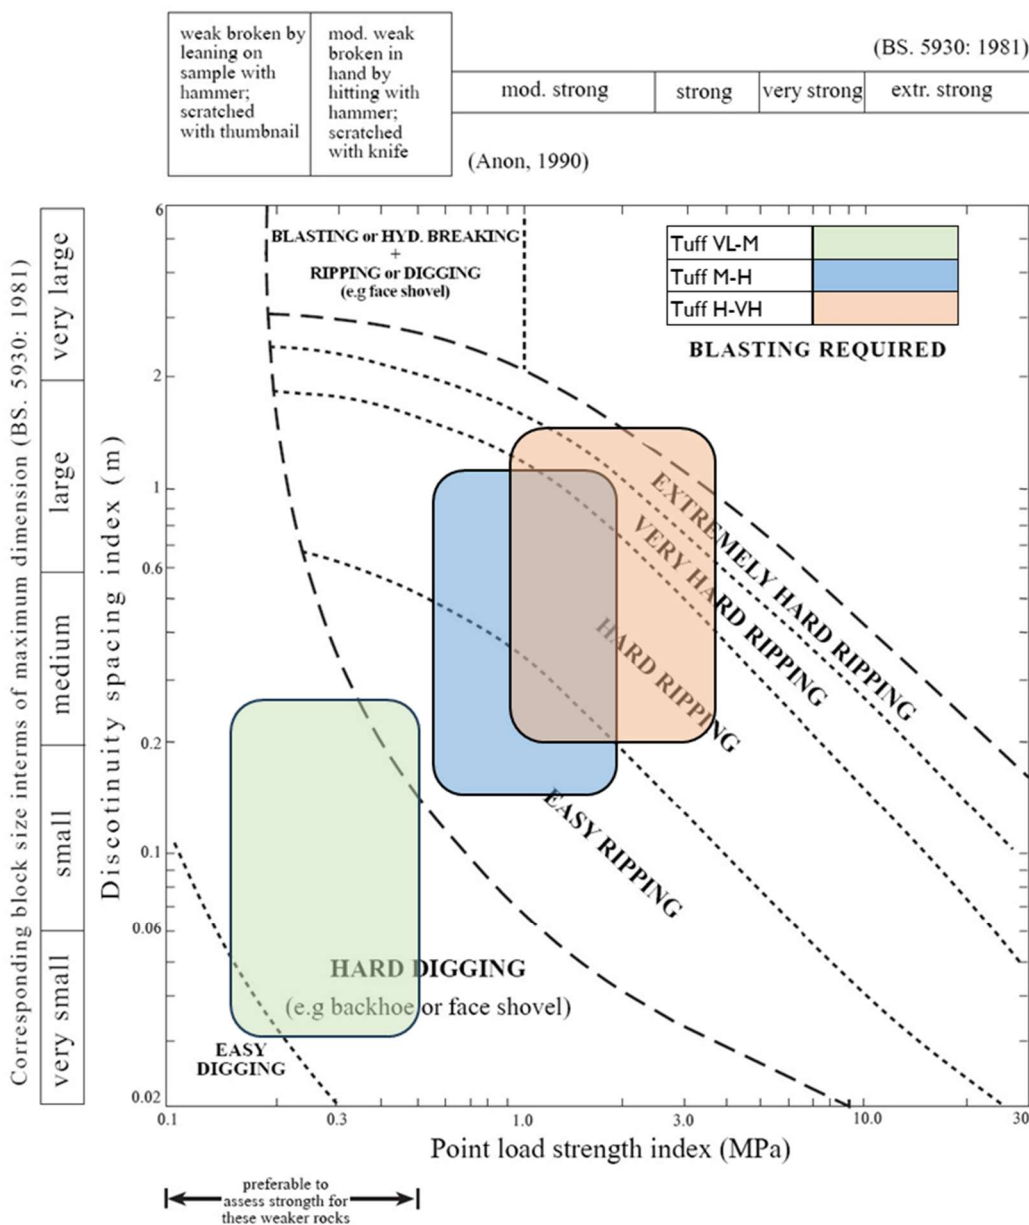 weak broken by
leaning on
sample with
hammer;
scratched
with thumbnail
mod. weak
broken in
hand by
hitting with
hammer;
scratched
with knife
(BS. 5930: 1981)
mod. strong
strong
very strong
extr. strong
(Anon, 1990)
Corresponding block size interms of maximum dimension (BS. 5930: 1981)
very large
large
medium
small
very small
Discotinuity spacing index (m)
6
2
1
0.6
0.2
0.1
0.06
0.02
BLASTING or HYD. BREAKING
+
RIPPING or DIGGING
(e.g face shovel)
Tuff VL-M
Tuff M-H
Tuff H-VH
BLASTING REQUIRED
EXTREMELY HARD RIPPING
VERY HARD RIPPING
HARD RIPPING
EASY RIPPING
HARD DIGGING
(e.g backhoe or face shovel)
EASY
DIGGING
0.1
0.3
1.0
3.0
10.0
30
Point load strength index (MPa)
preferable to
assess strength for
these weaker rocks